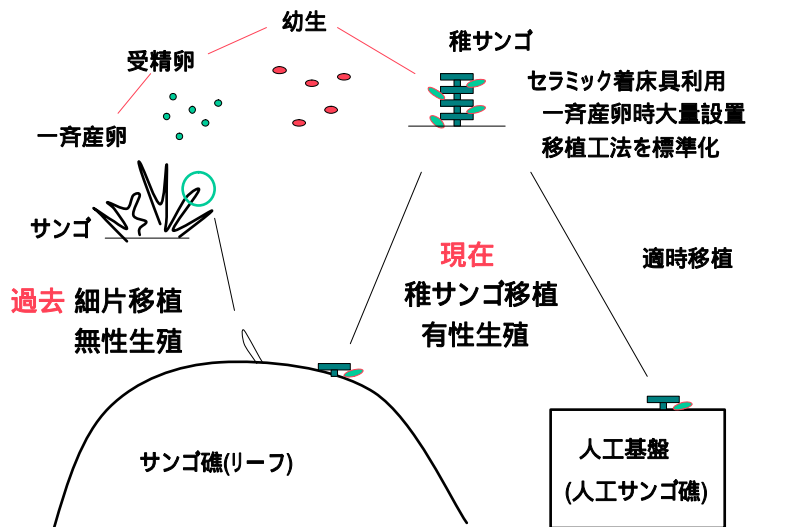 幼生
稚サンゴ
受精卵
セラミック着床具利用
一斉産卵時大量設置
移植工法を標準化
一斉産卵
サンゴ
現在
稚サンゴ移植
有性生殖
適時移植
過去 細片移植
無性生殖
サンゴ礁(リーフ)
人工基盤
(人工サンゴ礁)